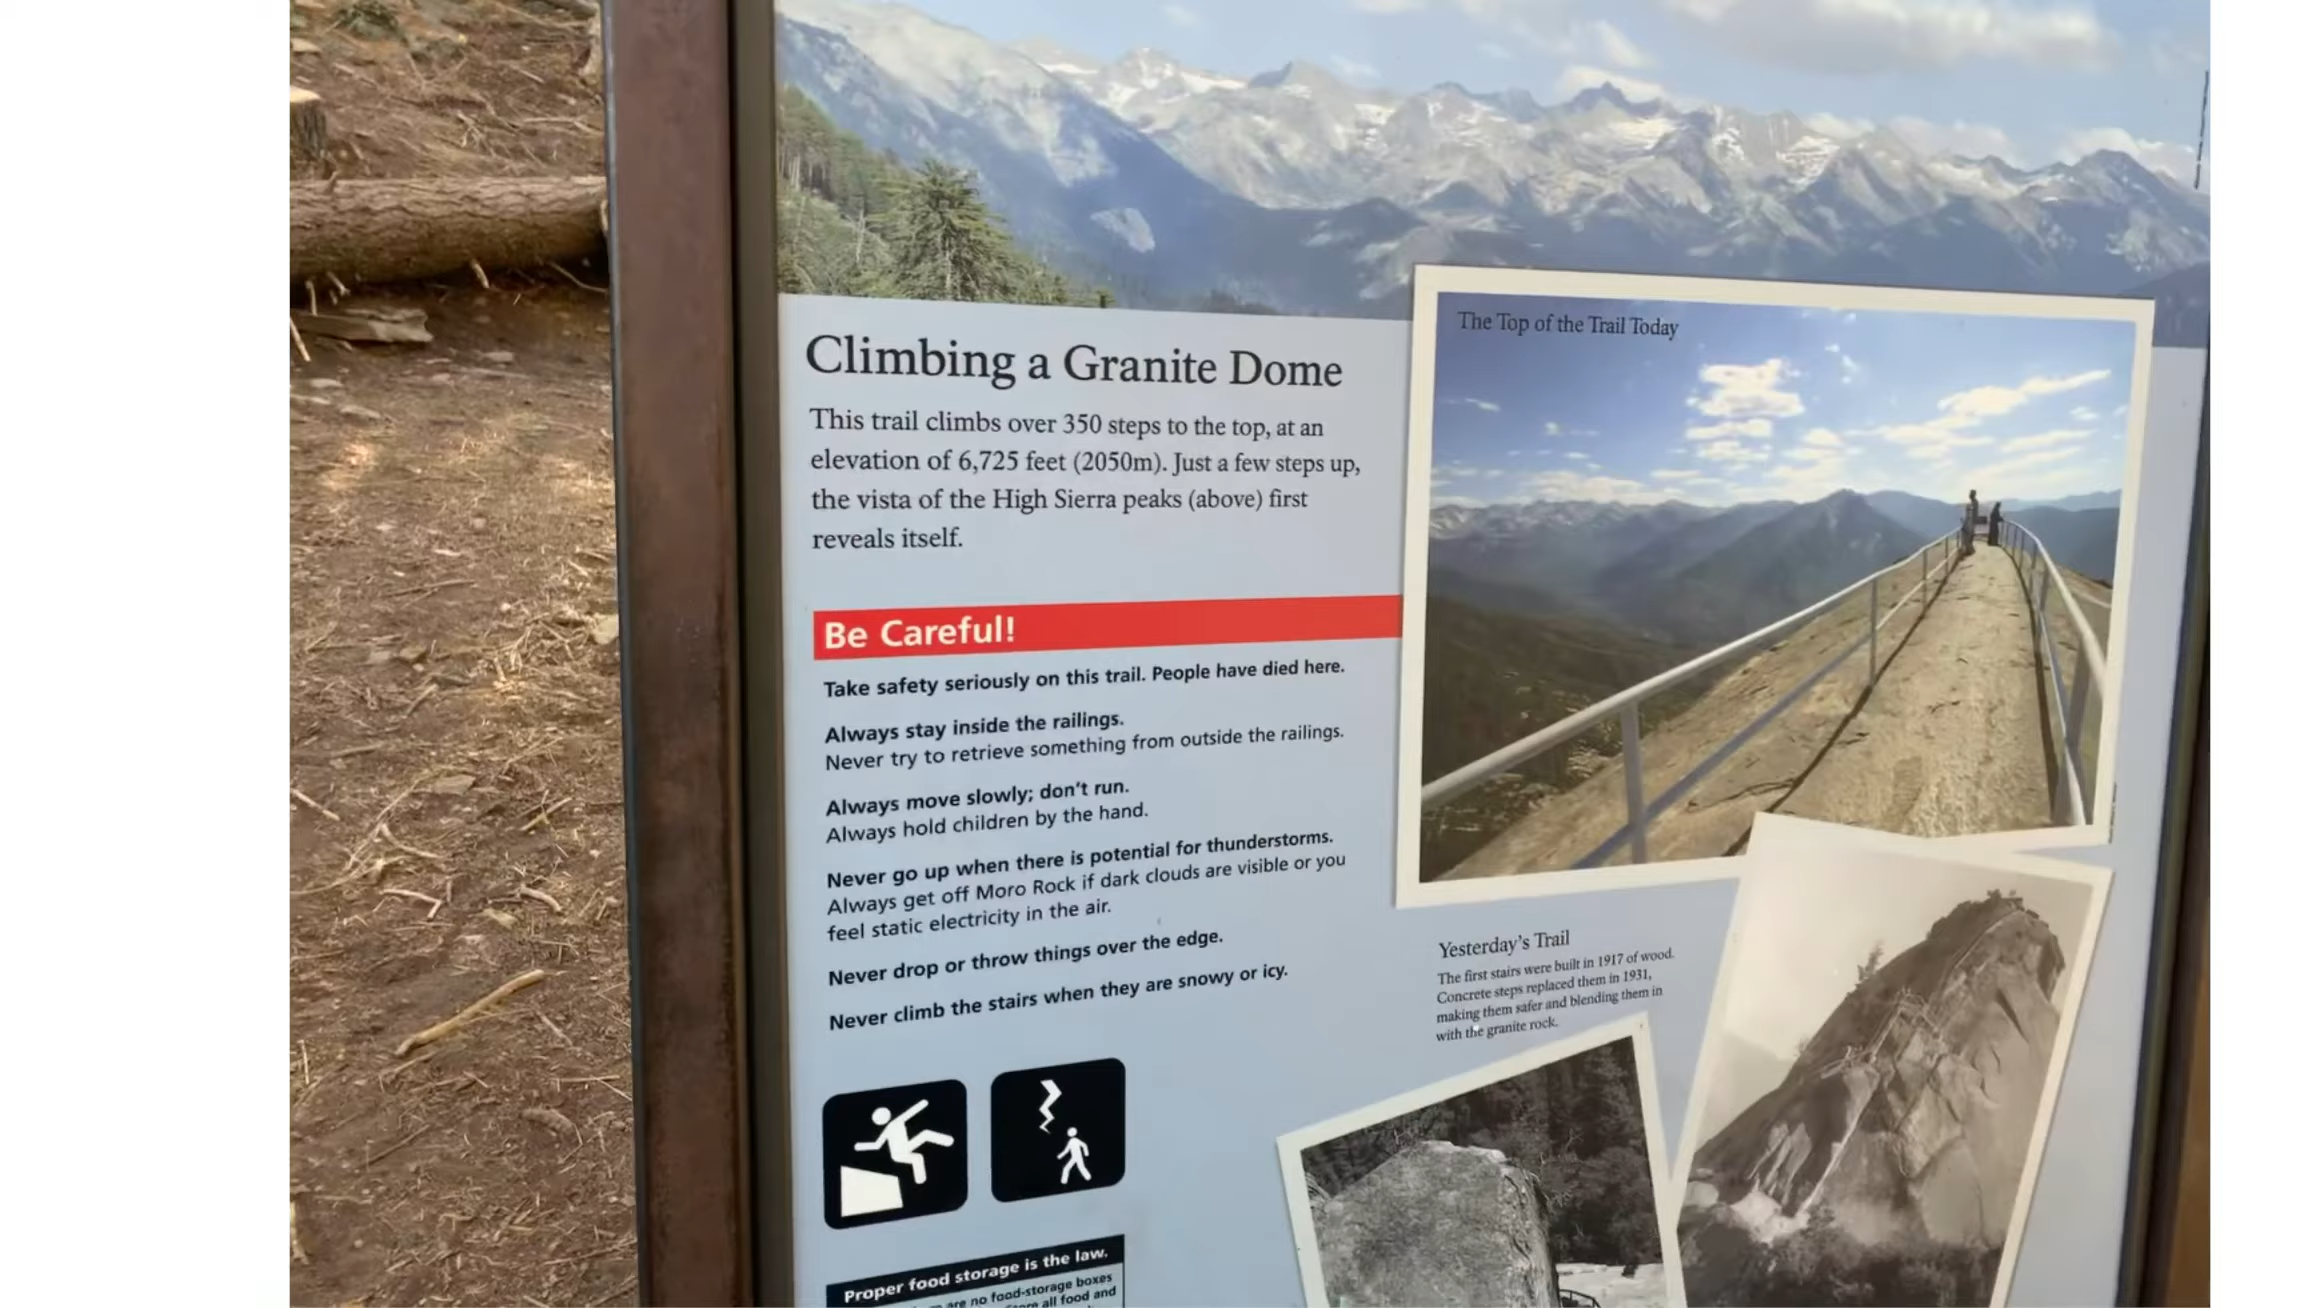 The Top of the Trail Today
Climbing a Granite Dome
This trail climbs over 350 steps to the top, at an
elevation of 6,725 feet (2050m). Just a few steps up,
the vista of the High Sierra peaks (above) first
reveals itself.
Be Careful!
Take safety seriously on this trail. People have died here.
Always stay inside the railings.
Never try to retrieve something from outside the railings.
Always move slowly; don't run.
Always hold children by the hand.
Never go up when there is potential for thunderstorms.
Always get off Moro Rock if dark clouds are visible or you
feel static electricity in the air.
Never drop or throw things over the edge.
Never climb the stairs when they are snowy or icy.
Yesterday's Trail
The first stairs were built in 1917 of wood.
Concrete steps replaced them in 1931,
making them safer and blending them in
with the granite rock.
Proper food storage is the law.
are no food-storage boxes
all food and